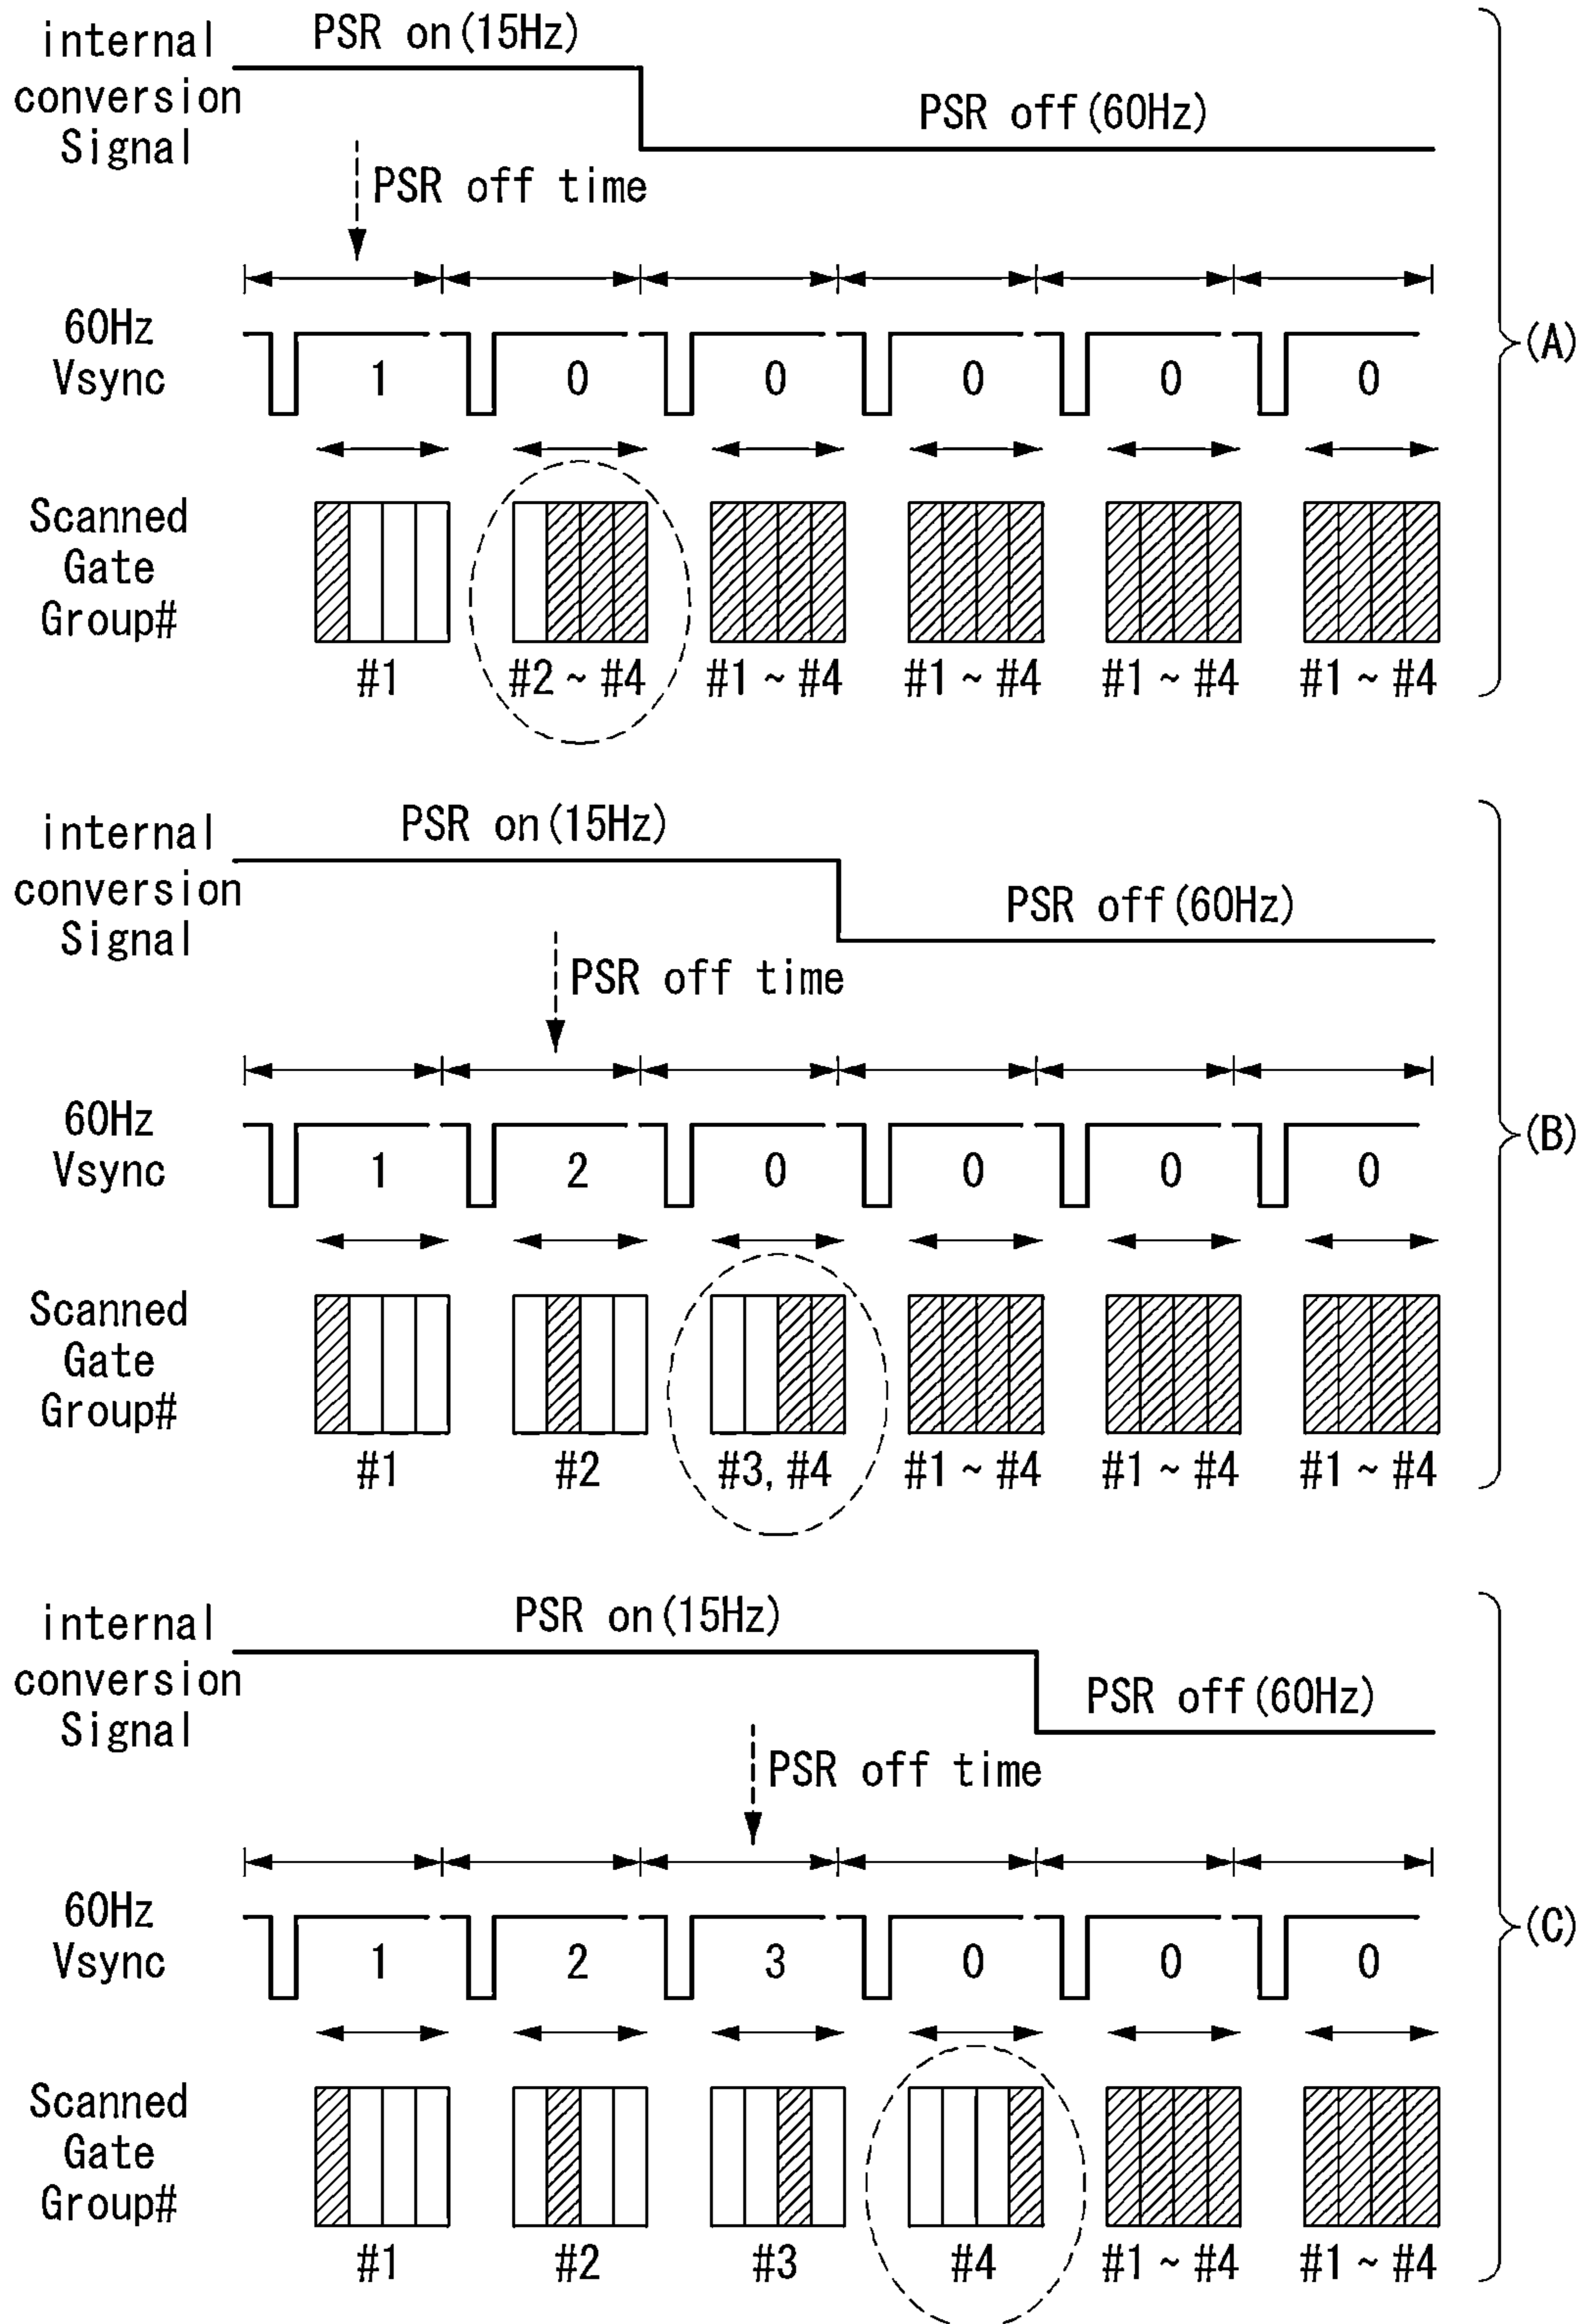 PSR on(15Hz)
internal
conversion
Signal
PSR off(60Hz)
PSR off time
60Hz
Vsync
1 0 0 0 0 0
(A)
Scanned
Gate
Group#
#1 #2 ~ #4 #1 ~ #4 #1 ~ #4 #1 ~ #4 #1 ~ #4
PSR on(15Hz)
internal
conversion
Signal
PSR off(60Hz)
PSR off time
60Hz
Vsync
1 2 0 0 0 0
(B)
Scanned
Gate
Group#
#1 #2 #3, #4 #1 ~ #4 #1 ~ #4 #1 ~ #4
PSR on(15Hz)
internal
conversion
Signal
PSR off(60Hz)
PSR off time
60Hz
Vsync
1 2 3 0 0 0
(C)
Scanned
Gate
Group#
#1 #2 #3 #4 #1 ~ #4 #1 ~ #4